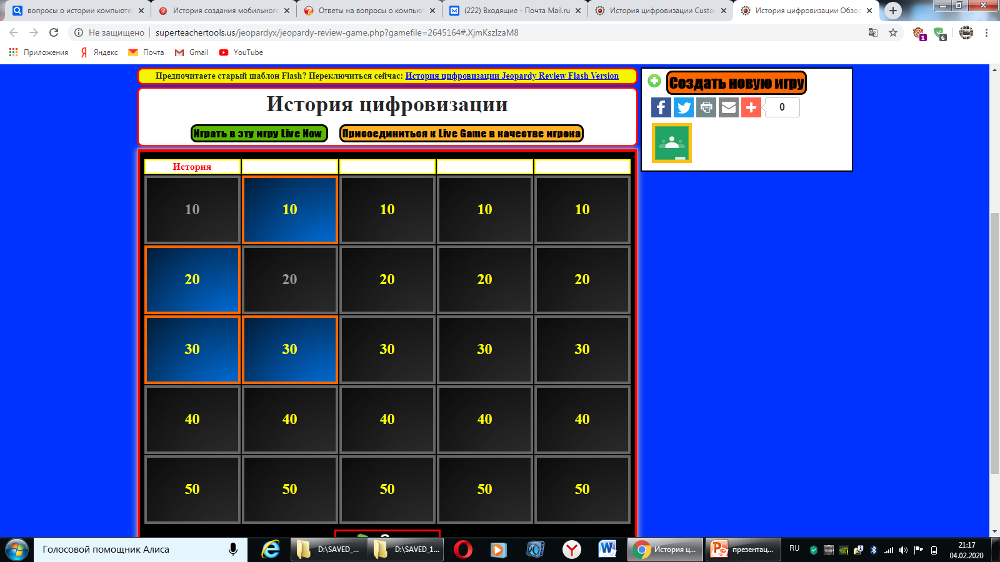 вопросы о истории компьютер
История создания мобильног
Ответы на вопросы о компьют
(222) Входящие - Почта Mail.ru
История цифровизации Custo
История цифровизации Обзор
Не защищено
superteachertools.us/jeopardyx/jeopardy-review-game.php?gamefile=2645164#.XjmKszIzaM8
1
6
Приложения
Яндекс
Почта
Gmail
YouTube
Предпочитаете старый шаблон Flash? Переключиться сейчас: История цифровизации Jeopardy Review Flash Version
История цифровизации
Играть в эту игру Live Now
Присоединиться к Live Game в качестве игрока
Создать новую игру
0
История
10 10 10 10 10
20 20 20 20 20
30 30 30 30 30
40 40 40 40 40
50 50 50 50 50
Голосовой помощник Алиса
D:\SAVED_...
D:\SAVED_1...
История ц...
презентац...
RU
21:17
04.02.2020